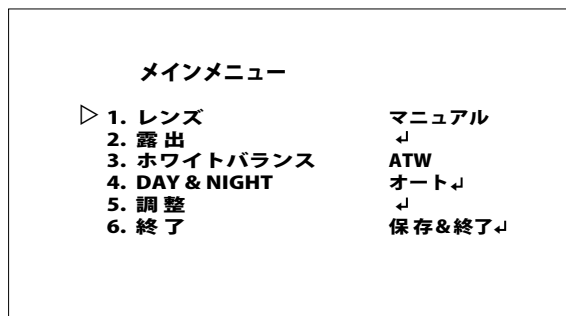 メインメニュー
▷ 1. レンズ マニュアル
2. 露出 ↲
3. ホワイトバランス ATW
4. DAY & NIGHT オート↲
5. 調整 ↲
6. 終了 保存&終了↲